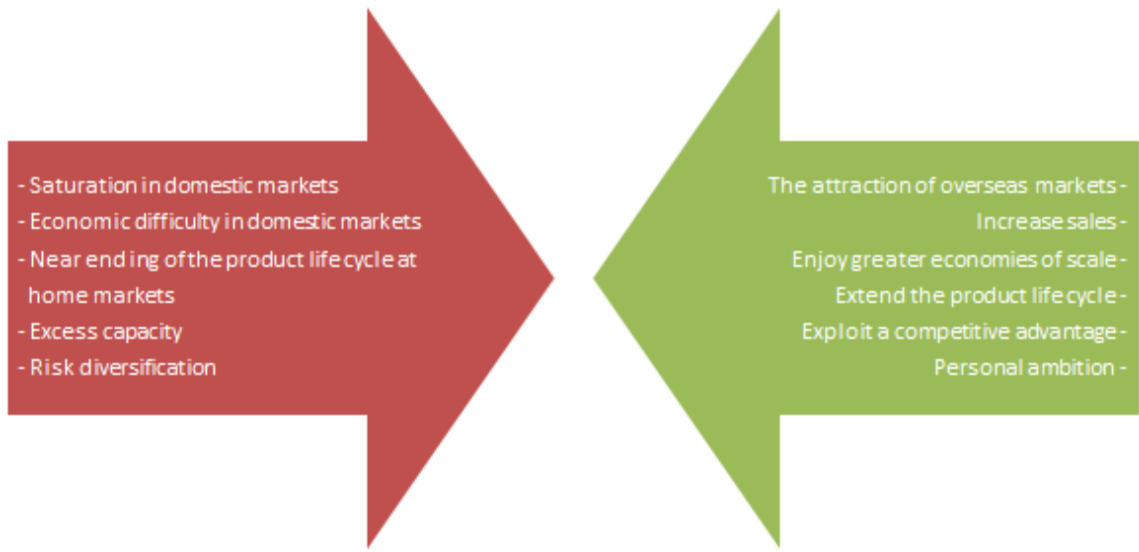 - Saturation in domestic markets
- Economic difficulty in domestic markets
- Near end ing of the product life cycle at
home markets
- Excess capacity
- Risk diversification
The attraction of overseas markets -
Increase sales -
Enjoy greater economies of scale -
Extend the product life cycle -
Exploit a competitive advantage -
Personal ambition -